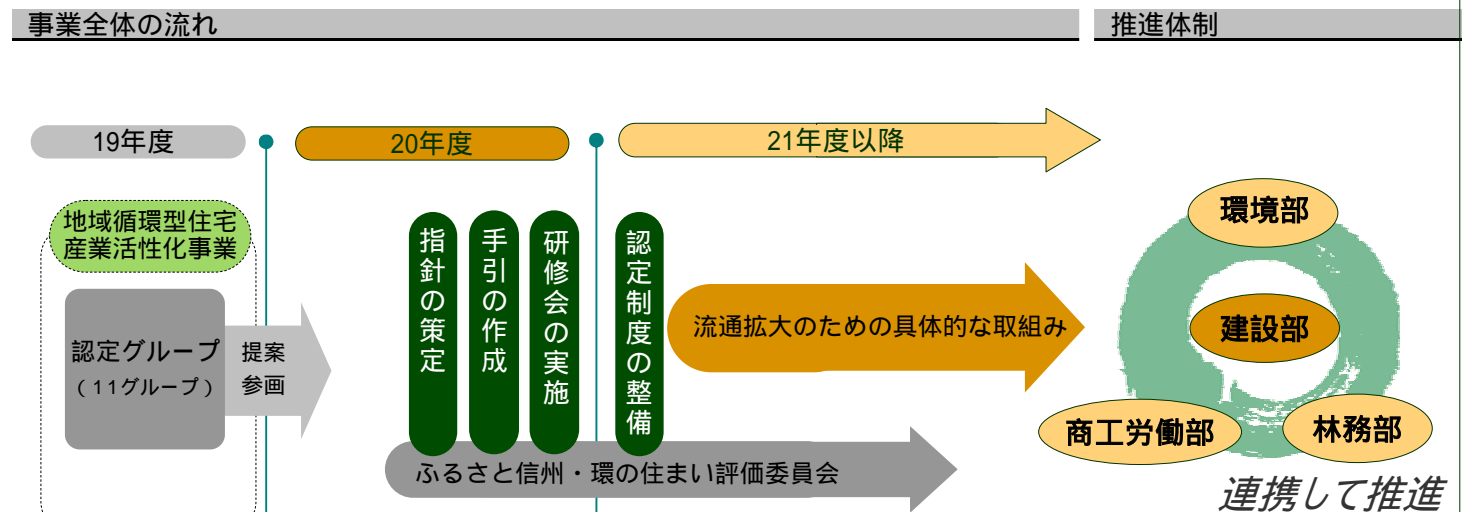 事業全体の流れ
推進体制
19年度
20年度
21年度以降
地域循環型住宅
産業活性化事業
認定グループ
（11グループ）
提案
参画
指針の策定
手引の作成
研修会の実施
認定制度の整備
流通拡大のための具体的な取組み
ふるさと信州・環の住まい評価委員会
環境部
建設部
商工労働部
林務部
連携して推進